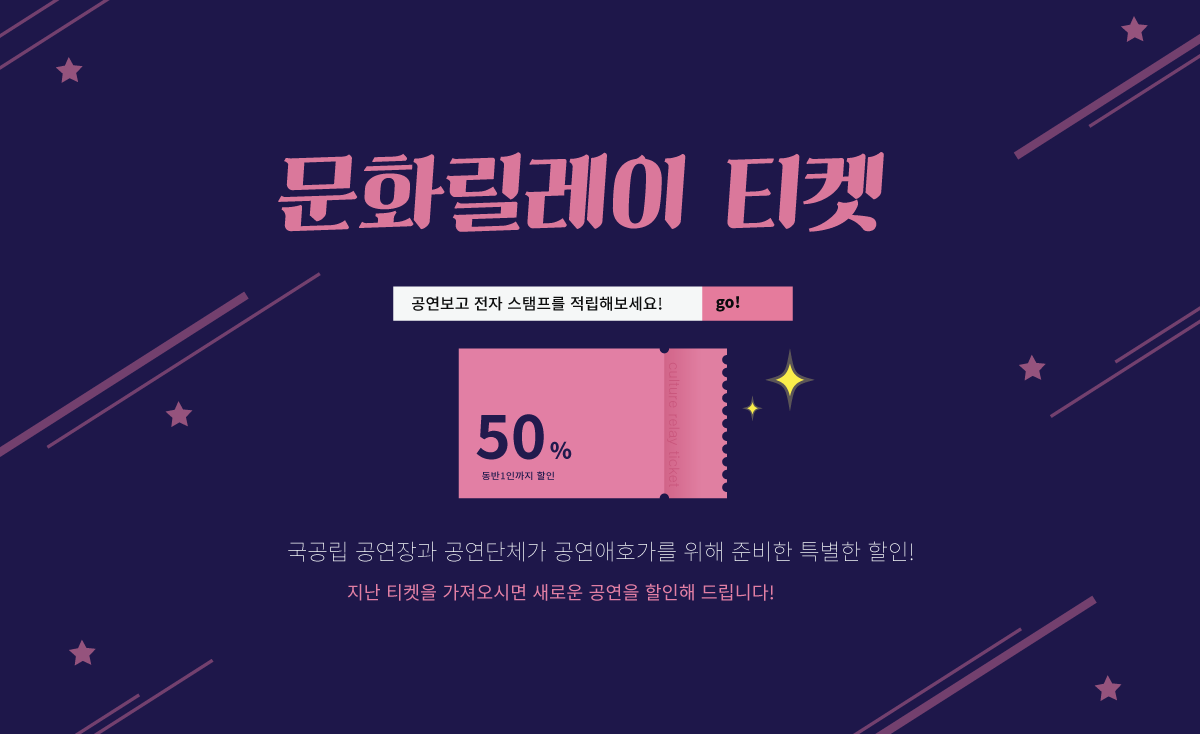 문화릴레이 티켓
공연보고 전자 스탬프를 적립해보세요! go!
culture relay ticket
50%
동반1인까지 할인
국공립 공연장과 공연단체가 공연애호가를 위해 준비한 특별한 할인!
지난 티켓을 가져오시면 새로운 공연을 할인해 드립니다!